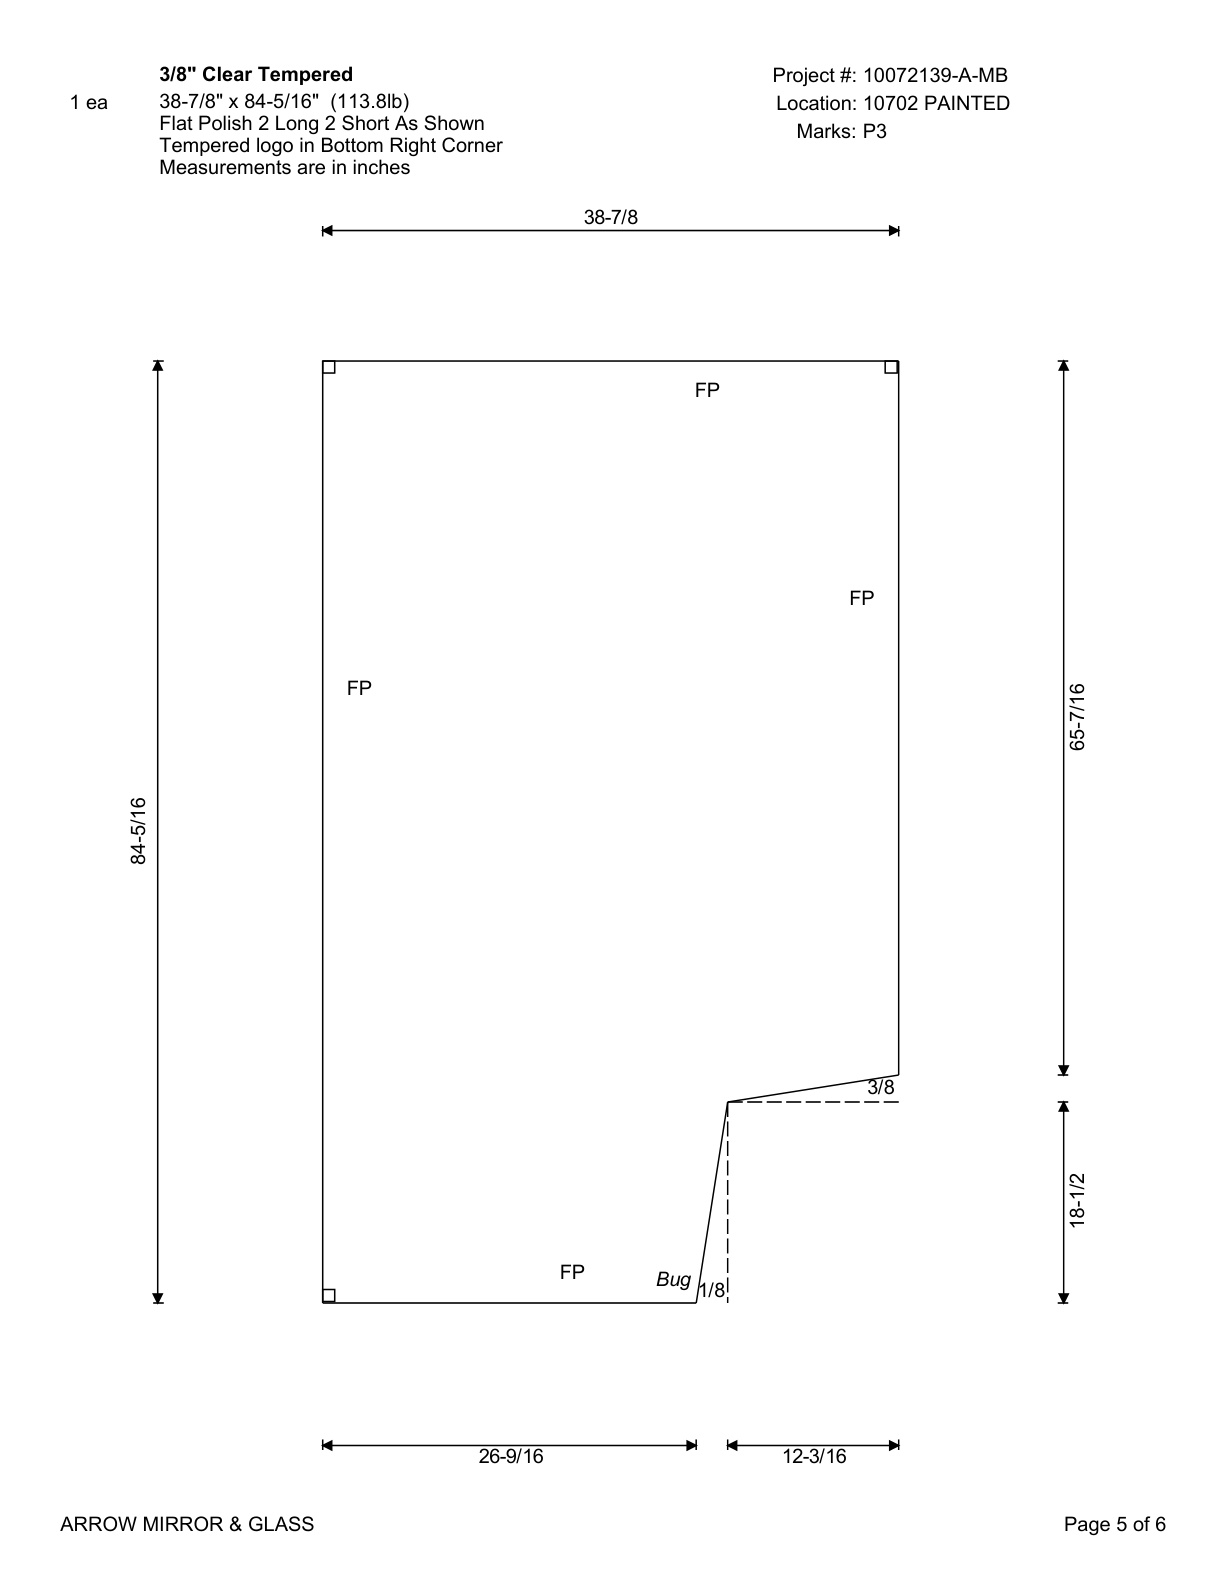 3/8" Clear Tempered
1 ea
38-7/8" x 84-5/16"  (113.8lb)
Flat Polish 2 Long 2 Short As Shown
Tempered logo in Bottom Right Corner
Measurements are in inches
Project #: 10072139-A-MB
Location: 10702 PAINTED
Marks: P3
38-7/8
FP
FP
FP
65-7/16
84-5/16
3/8
18-1/2
FP
Bug
1/8
26-9/16
12-3/16
ARROW MIRROR & GLASS
Page 5 of 6